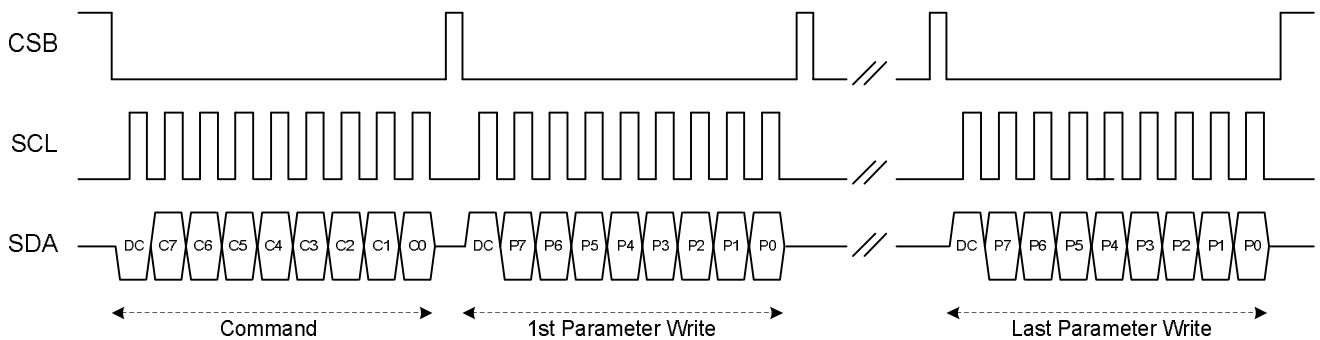 CSB
SCL
SDA DC C7 C6 C5 C4 C3 C2 C1 C0 DC P7 P6 P5 P4 P3 P2 P1 P0 DC P7 P6 P5 P4 P3 P2 P1 P0
Command 1st Parameter Write Last Parameter Write